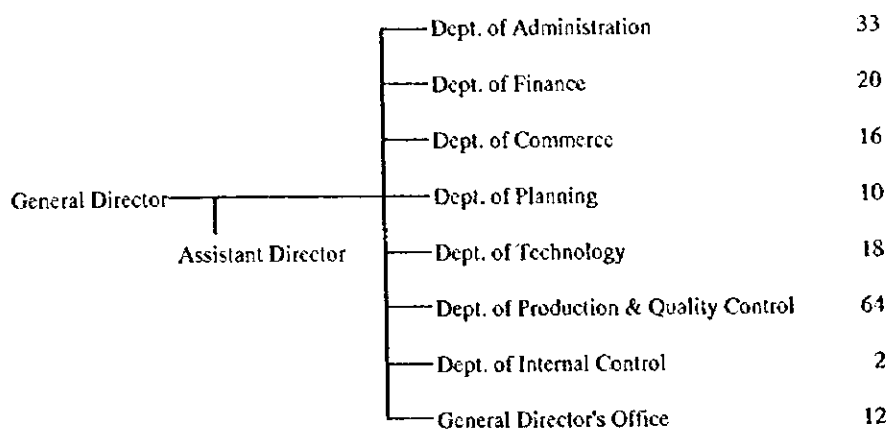 Dept. of Administration 33
Dept. of Finance 20
Dept. of Commerce 16
General Director Dept. of Planning 10
Assistant Director Dept. of Technology 18
Dept. of Production & Quality Control 64
Dept. of Internal Control 2
General Director's Office 12